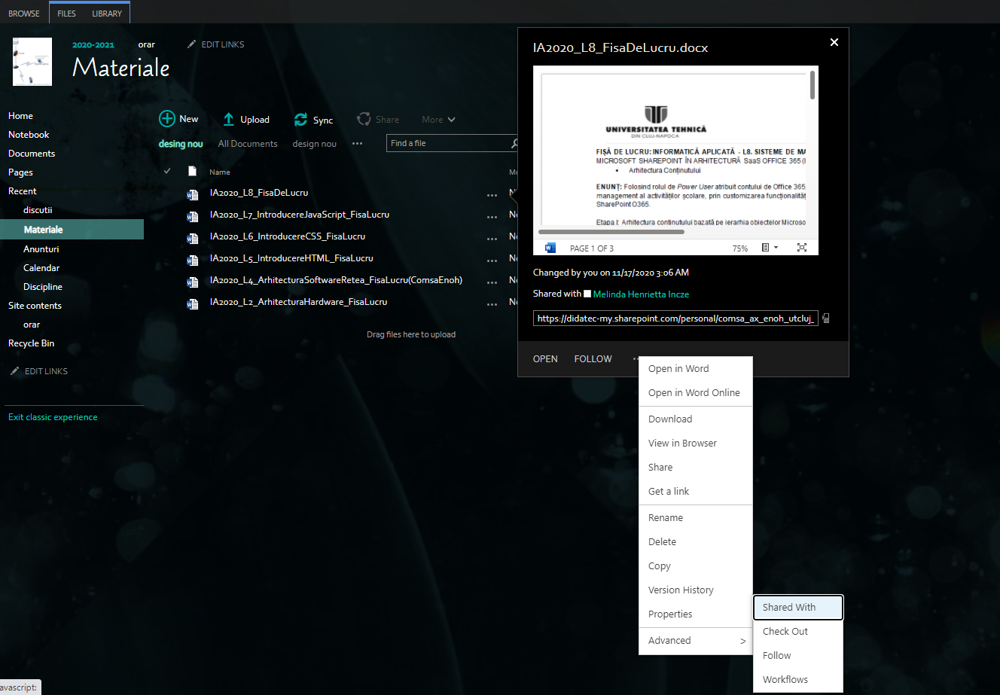 BROWSE FILES LIBRARY
2020-2021 orar EDIT LINKS
Materiale
Home
Notebook
Documents
Pages
Recent
discutii
Materiale
Anunturi
Calendar
Discipline
Site contents
orar
Recycle Bin
EDIT LINKS
Exit classic experience
New Upload Sync Share More
desing nou All Documents design nou ••• Find a file
Name
IA2020_L8_FisaDeLucru ...
IA2020_L7_IntroducereJavaScript_FisaLucru ...
IA2020_L6_IntroducereCSS_FisaLucru ...
IA2020_L5_IntroducereHTML_FisaLucru ...
IA2020_L4_ArhitecturaSoftwareRetea_FisaLucru(ComsaEnoh) ...
IA2020_L2_ArhitecturaHardware_FisaLucru ...
Drag files here to upload
IA2020_L8_FisaDeLucru.docx
UNIVERSITATEA TEHNICĂ
DIN CLUJ-NAPOCA
FIȘĂ DE LUCRU: INFORMATICĂ APLICATĂ - L8. SISTEME DE MA
MICROSOFT SHAREPOINT ÎN ARHITECTURĂ SaaS OFFICE 365 (
• Arhitectura Conținutului
ENUNȚ: Folosind rolul de Power User atribuit contului de Office 365
management al activităților școlare, prin customizarea funcționalităț
SharePoint O365.
Etapa I: Arhitectura continutului bazată pe ierarhia obiectelor Microso
PAGE 1 OF 3 75%
Changed by you on 11/17/2020 3:06 AM
Shared with Melinda Henrietta Incze
https://didatec-my.sharepoint.com/personal/comsa_ax_enoh_utcluj_
OPEN FOLLOW
Open in Word
Open in Word Online
Download
View in Browser
Share
Get a link
Rename
Delete
Copy
Version History
Properties
Advanced >
Shared With
Check Out
Follow
Workflows
avascript: